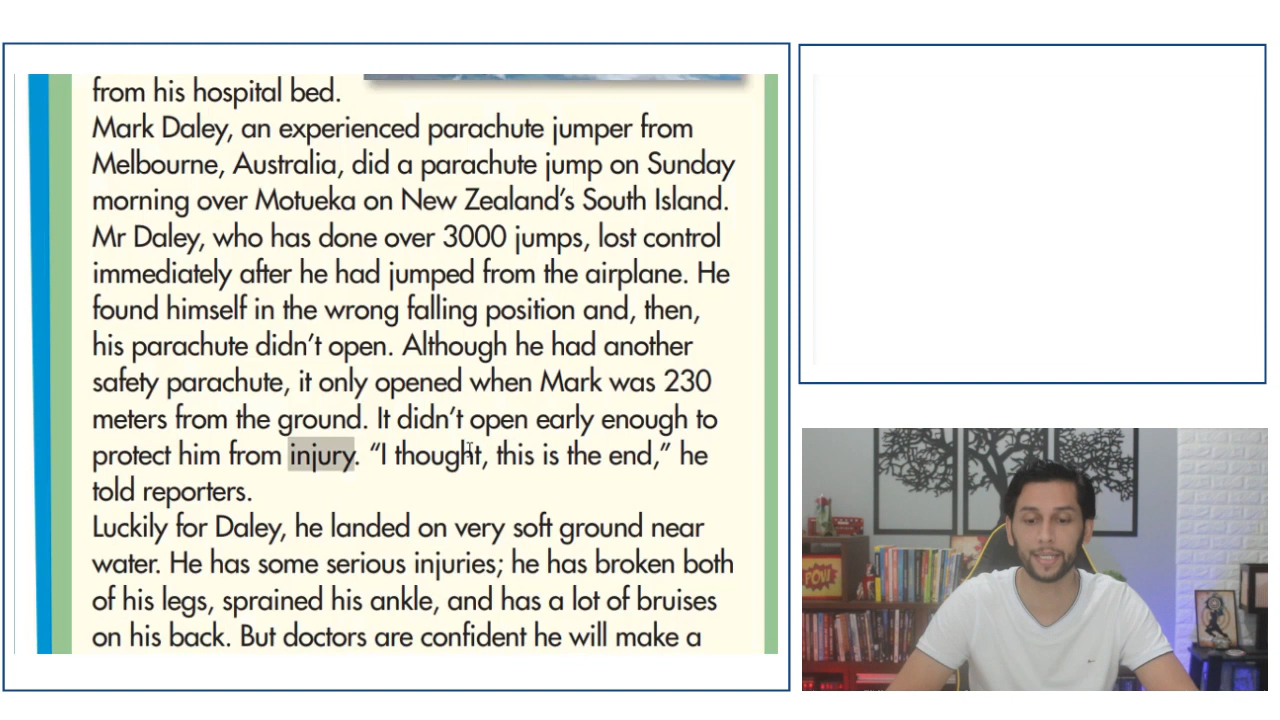 from his hospital bed.
Mark Daley, an experienced parachute jumper from
Melbourne, Australia, did a parachute jump on Sunday
morning over Motueka on New Zealand’s South Island.
Mr Daley, who has done over 3000 jumps, lost control
immediately after he had jumped from the airplane. He
found himself in the wrong falling position and, then,
his parachute didn’t open. Although he had another
safety parachute, it only opened when Mark was 230
meters from the ground. It didn’t open early enough to
protect him from injury. “I thought, this is the end,” he
told reporters.
Luckily for Daley, he landed on very soft ground near
water. He has some serious injuries; he has broken both
of his legs, sprained his ankle, and has a lot of bruises
on his back. But doctors are confident he will make a
POW!